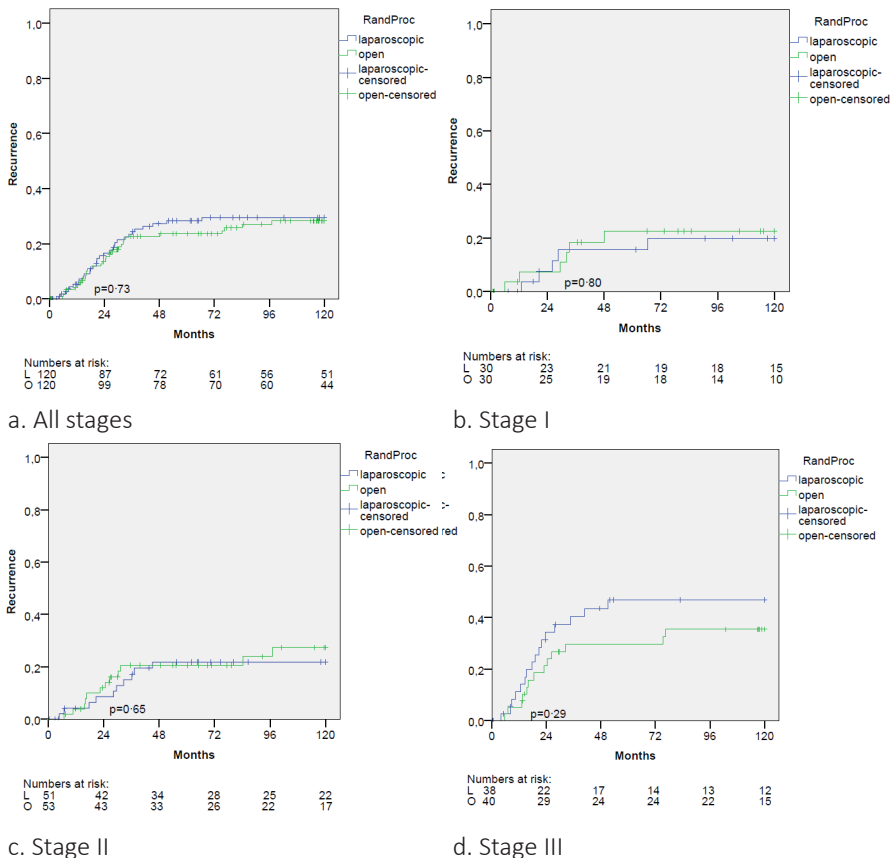 RandProc
laparoscopic
open
laparoscopic-
censored
open-censored
1,0
0,8
0,6
0,4
0,2
0,0
Recurrence
p=0·73
0 24 48 72 96 120
Months
Numbers at risk:
L 120 87 72 61 56 51
O 120 99 78 70 60 44
a. All stages
RandProc
laparoscopic
open
laparoscopic-
censored
open-censored
1,0
0,8
0,6
0,4
0,2
0,0
Recurrence
p=0·80
0 24 48 72 96 120
Months
L 30 23 21 19 18 15
O 30 25 19 18 14 10
Numbers at risk:
b. Stage I
RandProc
laparoscopic c
open
laparoscopic-c-
censored
open-censored red
1,0
0,8
0,6
0,4
0,2
0,0
Recurrence
p=0·65
0 24 48 72 96 120
Months
Numbers at risk:
L 51 42 34 28 25 22
O 53 43 33 26 22 17
c. Stage II
RandProc
laparoscopic
open
laparoscopic-
censored
open-censored
1,0
0,8
0,6
0,4
0,2
0,0
Recurrence
p=0·29
0 24 48 72 96 120
Months
Numbers at risk:
L 38 22 17 14 13 12
O 40 29 24 24 22 15
d. Stage III